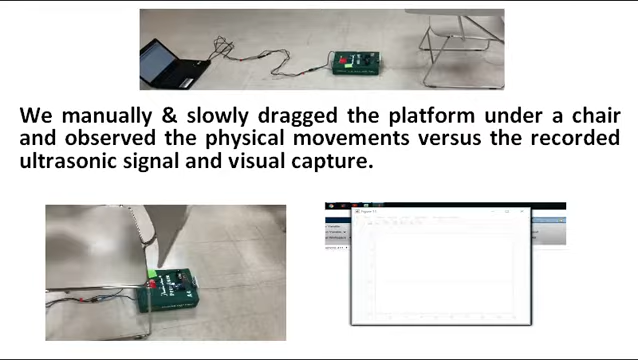 We manually & slowly dragged the platform under a chair
and observed the physical movements versus the recorded
ultrasonic signal and visual capture.